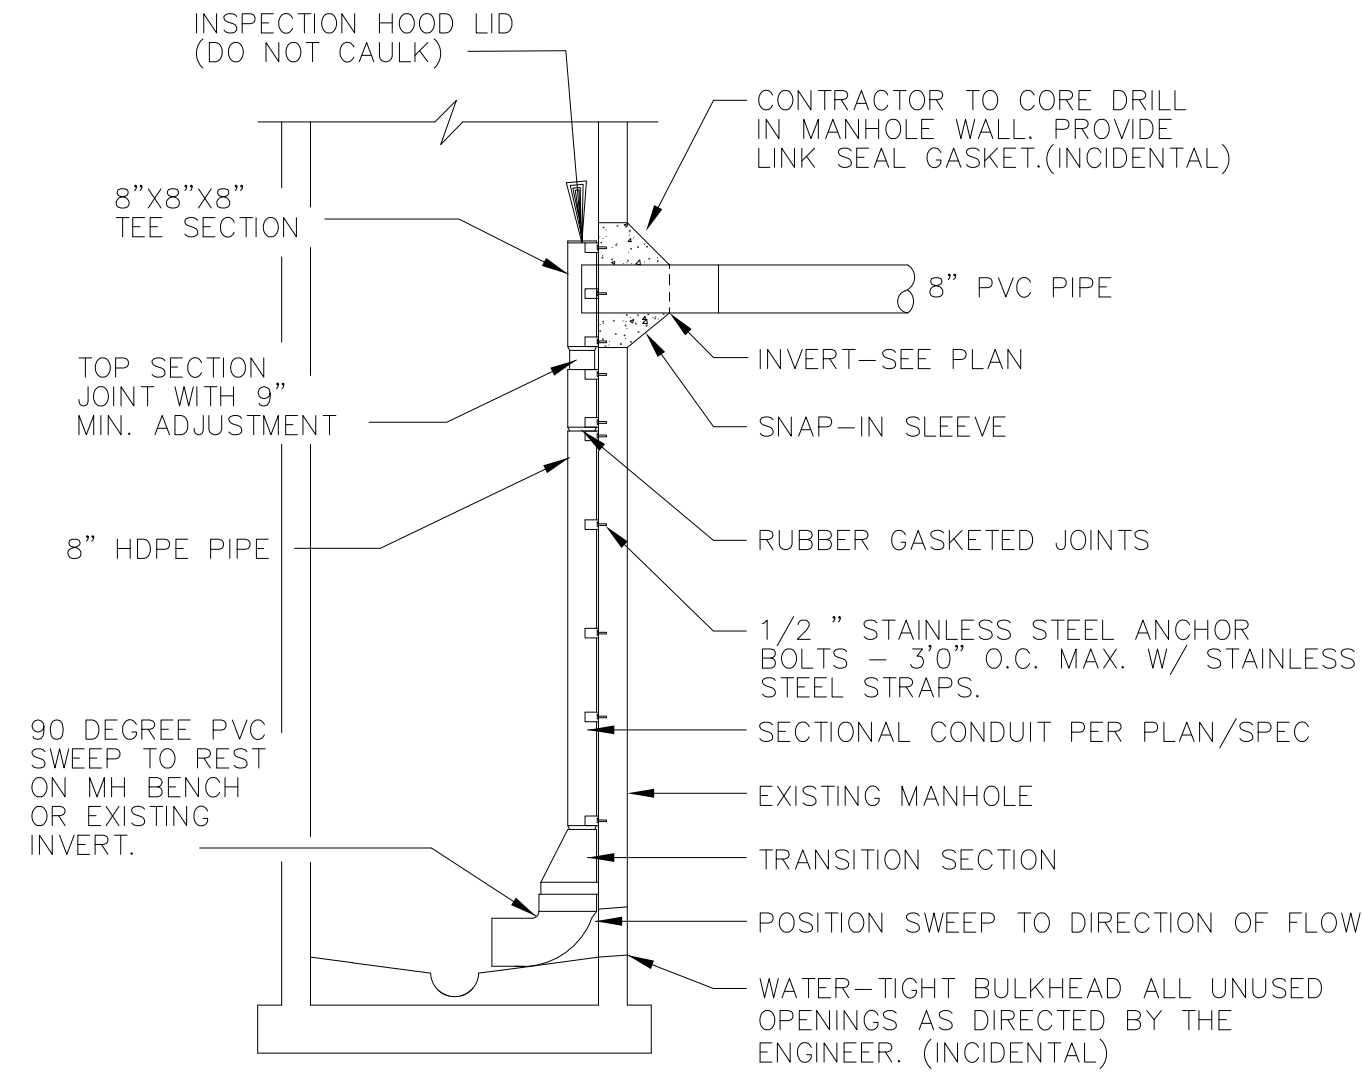 INSPECTION HOOD LID
(DO NOT CAULK)
CONTRACTOR TO CORE DRILL
IN MANHOLE WALL. PROVIDE
LINK SEAL GASKET.(INCIDENTAL)
8”X8”X8”
TEE SECTION
8” PVC PIPE
INVERT–SEE PLAN
TOP SECTION
JOINT WITH 9”
MIN. ADJUSTMENT
SNAP–IN SLEEVE
8” HDPE PIPE
RUBBER GASKETED JOINTS
1/2 ” STAINLESS STEEL ANCHOR
BOLTS – 3’0” O.C. MAX. W/ STAINLESS
STEEL STRAPS.
90 DEGREE PVC
SWEEP TO REST
ON MH BENCH
OR EXISTING
INVERT.
SECTIONAL CONDUIT PER PLAN/SPEC
EXISTING MANHOLE
TRANSITION SECTION
POSITION SWEEP TO DIRECTION OF FLOW
WATER–TIGHT BULKHEAD ALL UNUSED
OPENINGS AS DIRECTED BY THE
ENGINEER. (INCIDENTAL)